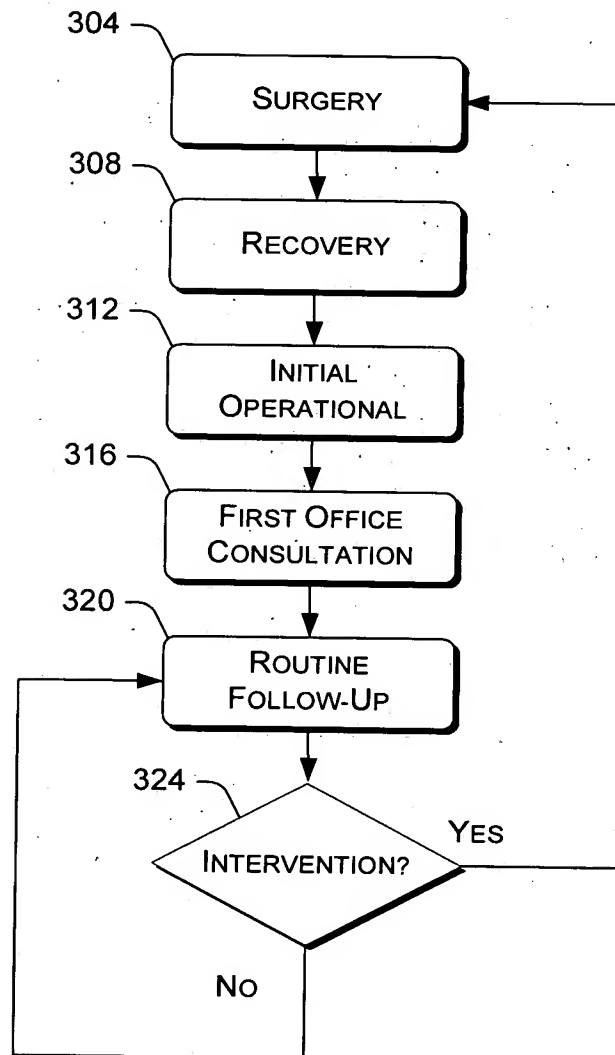 304
SURGERY
308
RECOVERY
312
INITIAL
OPERATIONAL
316
FIRST OFFICE
CONSULTATION
320
ROUTINE
FOLLOW-UP
324
INTERVENTION?
YES
NO